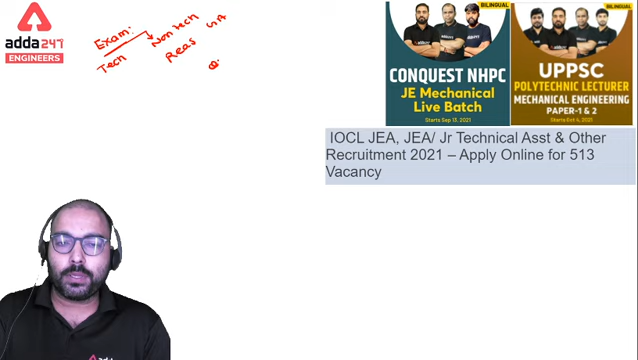 adda247
ENGINEERS
Exam:
Tech
Non tech
Reas
GA
Q.
BILINGUAL
CONQUEST NHPC
JE Mechanical
Live Batch
Starts Sep 13, 2021
BILINGUAL
UPPSC
POLYTECHNIC LECTURER
MECHANICAL ENGINEERING
PAPER-1 & 2
Starts Oct 4, 2021
IOCL JEA, JEA/ Jr Technical Asst & Other
Recruitment 2021 – Apply Online for 513
Vacancy
adda247